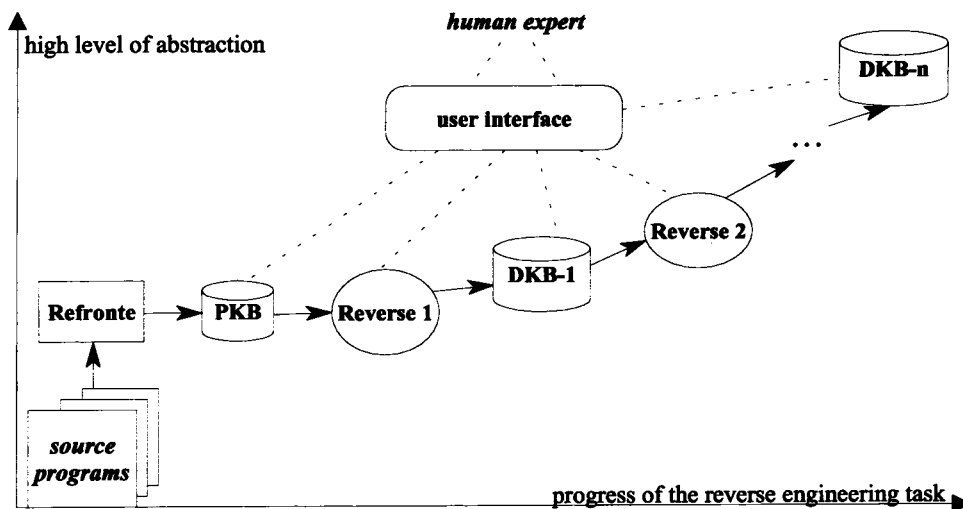 human expert
high level of abstraction
DKB-n
user interface
...
Reverse 2
DKB-1
Refronte
PKB
Reverse 1
source
programs
progress of the reverse engineering task